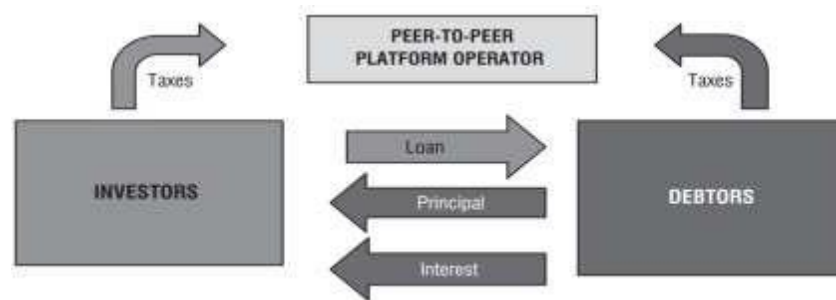 PEER-TO-PEER
PLATFORM OPERATOR
Taxes
Taxes
Loan
INVESTORS
Principal
DEBTORS
Interest